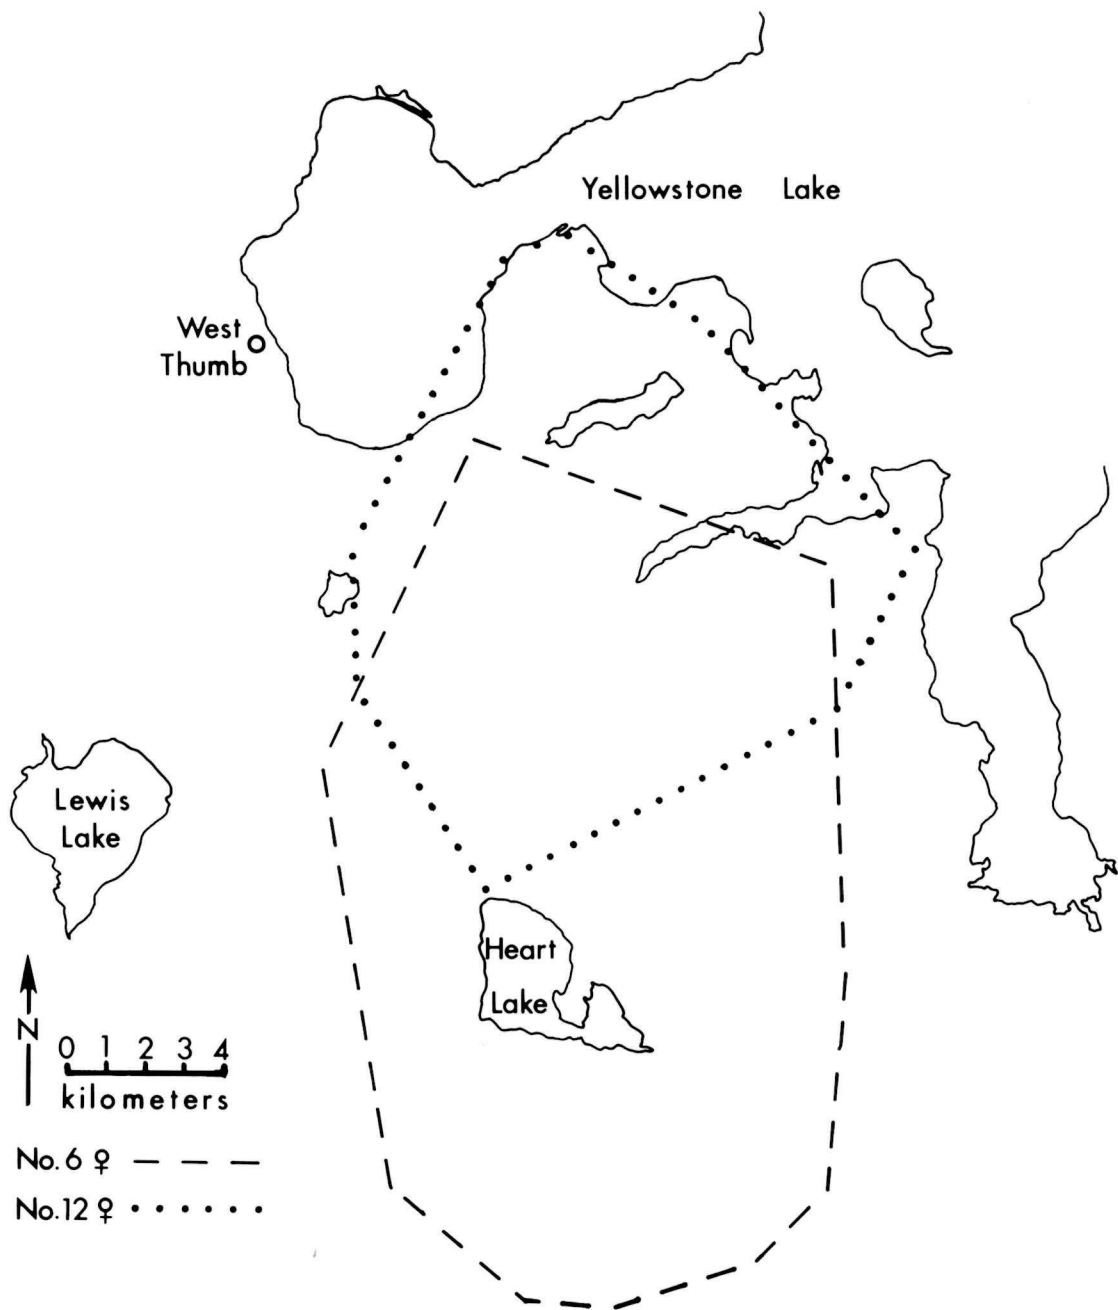 Yellowstone Lake
West
Thumb
Lewis
Lake
Heart
Lake
N
0 1 2 3 4
kilometers
No. 6 ♀
No. 12 ♀